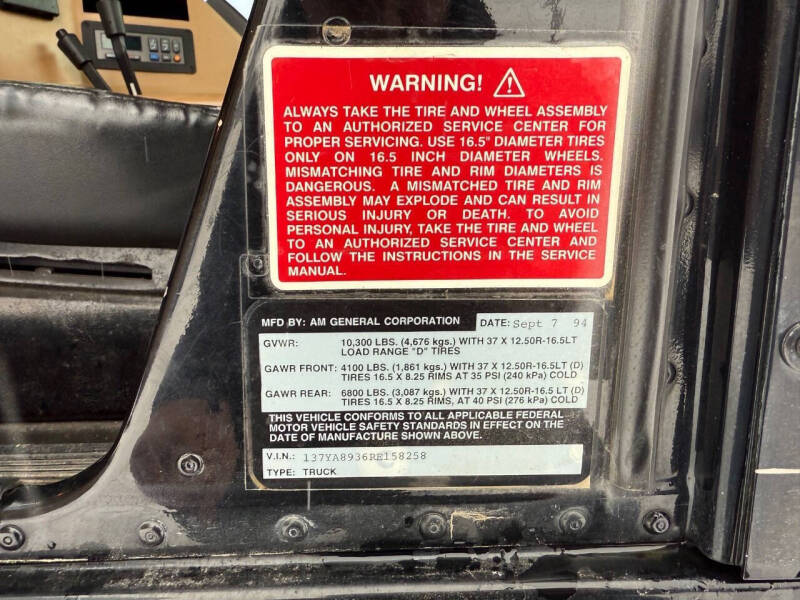 WARNING!
ALWAYS TAKE THE TIRE AND WHEEL ASSEMBLY
TO AN AUTHORIZED SERVICE CENTER FOR
PROPER SERVICING. USE 16.5" DIAMETER TIRES
ONLY ON 16.5 INCH DIAMETER WHEELS.
MISMATCHING TIRE AND RIM DIAMETERS IS
DANGEROUS. A MISMATCHED TIRE AND RIM
ASSEMBLY MAY EXPLODE AND CAN RESULT IN
SERIOUS INJURY OR DEATH. TO AVOID
PERSONAL INJURY, TAKE THE TIRE AND WHEEL
TO AN AUTHORIZED SERVICE CENTER AND
FOLLOW THE INSTRUCTIONS IN THE SERVICE
MANUAL.
MFD BY: AM GENERAL CORPORATION DATE: Sept 7 94
GVWR: 10,300 LBS. (4,676 kgs.) WITH 37 X 12.50R-16.5LT
LOAD RANGE "D" TIRES
GAWR FRONT: 4100 LBS. (1,861 kgs.) WITH 37 X 12.50R-16.5LT (D)
TIRES 16.5 X 8.25 RIMS AT 35 PSI (240 kPa) COLD
GAWR REAR: 6800 LBS. (3,087 kgs.) WITH 37 X 12.50R-16.5 LT (D)
TIRES 16.5 X 8.25 RIMS, AT 40 PSI (276 kPa) COLD
THIS VEHICLE CONFORMS TO ALL APPLICABLE FEDERAL
MOTOR VEHICLE SAFETY STANDARDS IN EFFECT ON THE
DATE OF MANUFACTURE SHOWN ABOVE.
V.I.N.: 137YA8936RE158258
TYPE: TRUCK